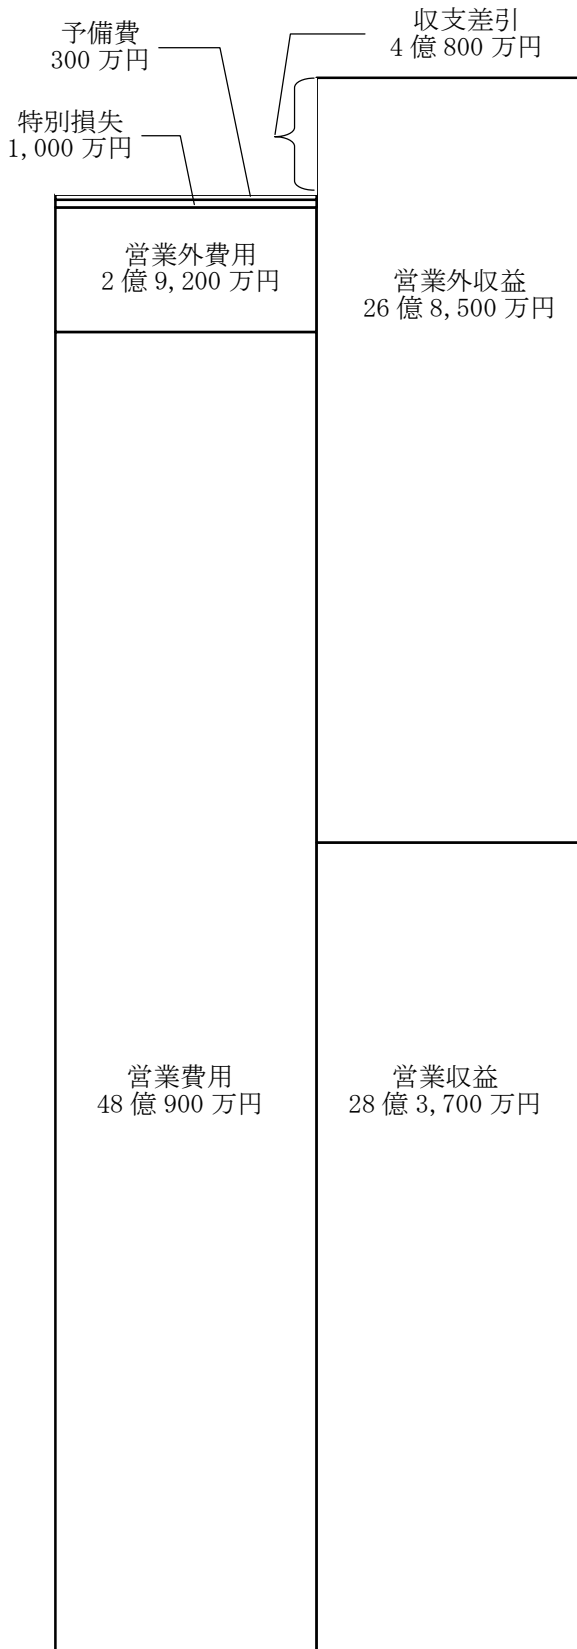 予備費
300 万円
収支差引
4 億 800 万円
特別損失
1,000 万円
営業外費用
2 億 9,200 万円
営業外収益
26 億 8,500 万円
営業費用
48 億 900 万円
営業収益
28 億 3,700 万円